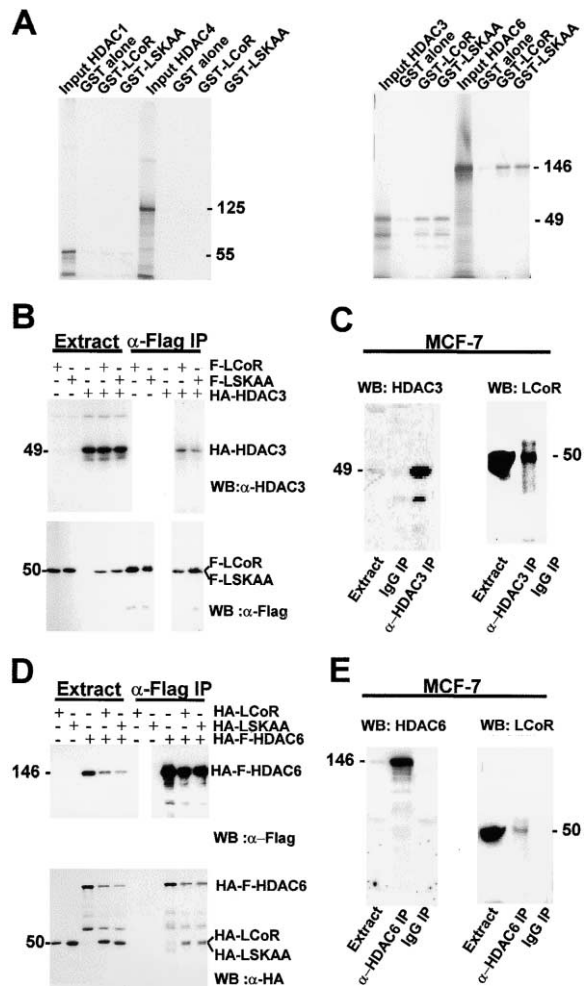 A
Input HDAC1
GST alone
GST-LCoR
GST-LSKAA
Input HDAC4
GST alone
GST-LCoR
GST-LSKAA
- 125
- 55
Input HDAC3
GST alone
GST-LCoR
GST-LSKAA
Input HDAC6
GST alone
GST-LCoR
GST-LSKAA
- 146
- 49
B
Extract α-Flag IP
+ - - + - + - - + - F-LCoR
- + - - + - + - - + F-LSKAA
- - + + + - - + + + HA-HDAC3
49 -
HA-HDAC3
WB:α-HDAC3
50 -
F-LCoR
F-LSKAA
WB :α-Flag
C
MCF-7
WB: HDAC3 WB: LCoR
49 -
- 50
Extract
IgG IP
α-HDAC3 IP
Extract
α-HDAC3 IP
IgG IP
D
Extract α-Flag IP
+ - - + - + - - + - HA-LCoR
- + - - + - + - - + HA-LSKAA
- - + + + - - + + + HA-F-HDAC6
146 -
HA-F-HDAC6
WB :α-Flag
HA-F-HDAC6
50 -
HA-LCoR
HA-LSKAA
WB :α-HA
E
MCF-7
WB: HDAC6 WB: LCoR
146 -
- 50
Extract
α-HDAC6 IP
IgG IP
Extract
α-HDAC6 IP
IgG IP